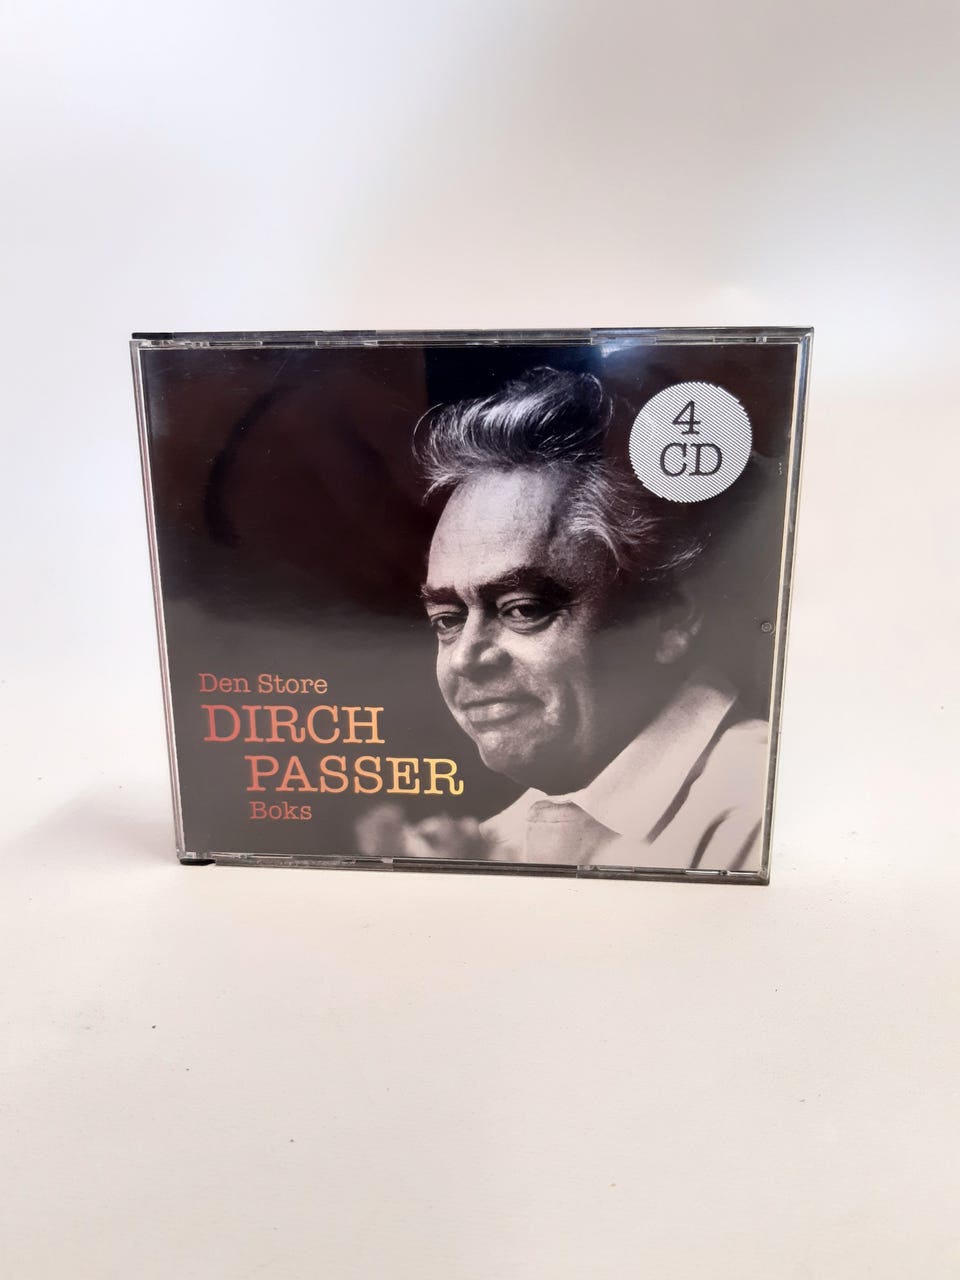 4
CD
Den Store
DIRCH
PASSER
Boks